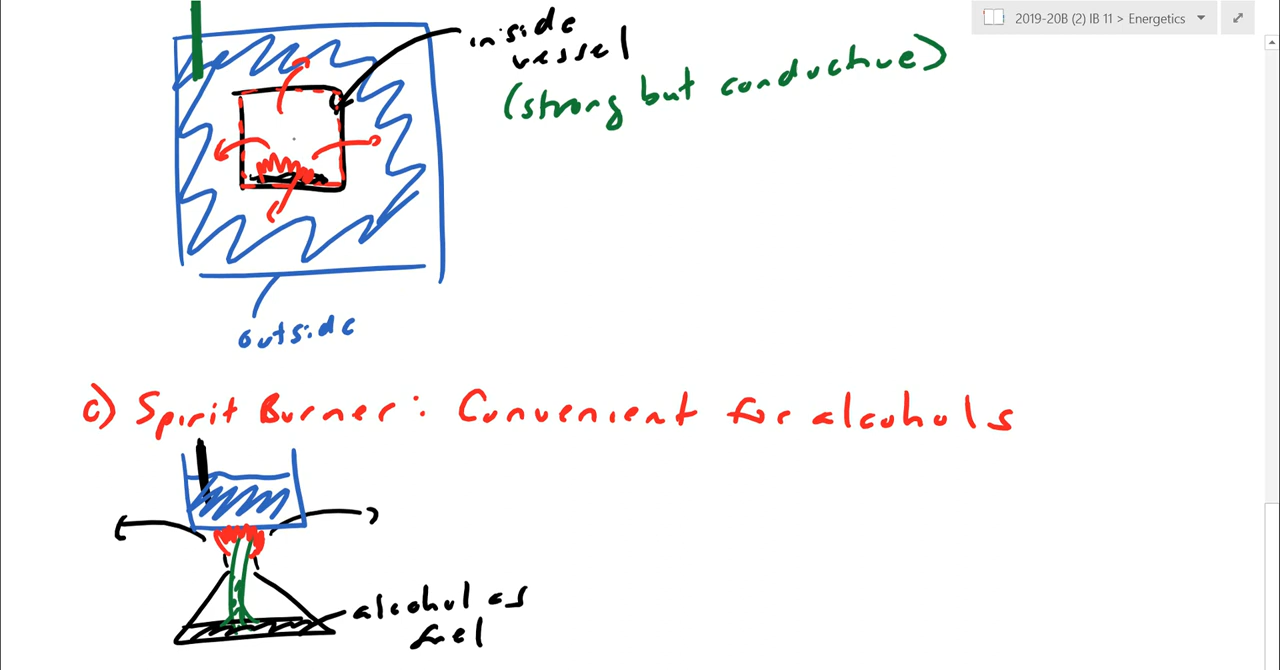 2019-20B (2) IB 11 > Energetics
inside
vessel
(strong but conductive)
outside
c) Spirit Burner: Convenient for alcohols
alcohol as
fuel